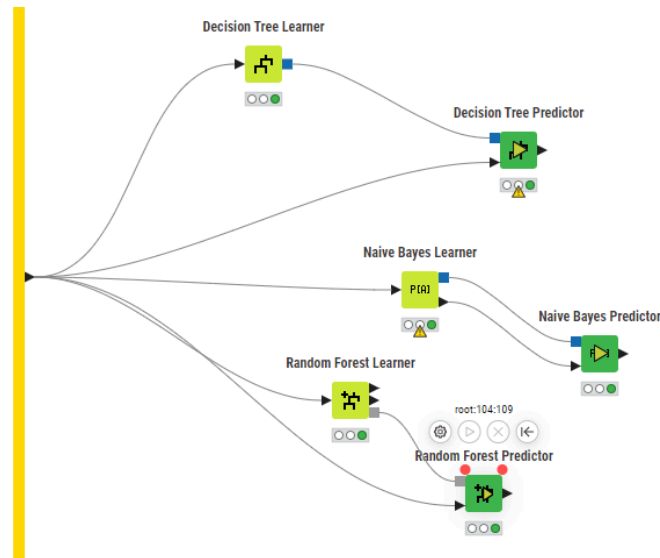 Decision Tree Learner
Decision Tree Predictor
Naive Bayes Learner
P[A]
Naive Bayes Predictor
Random Forest Learner
root:104:109
Random Forest Predictor